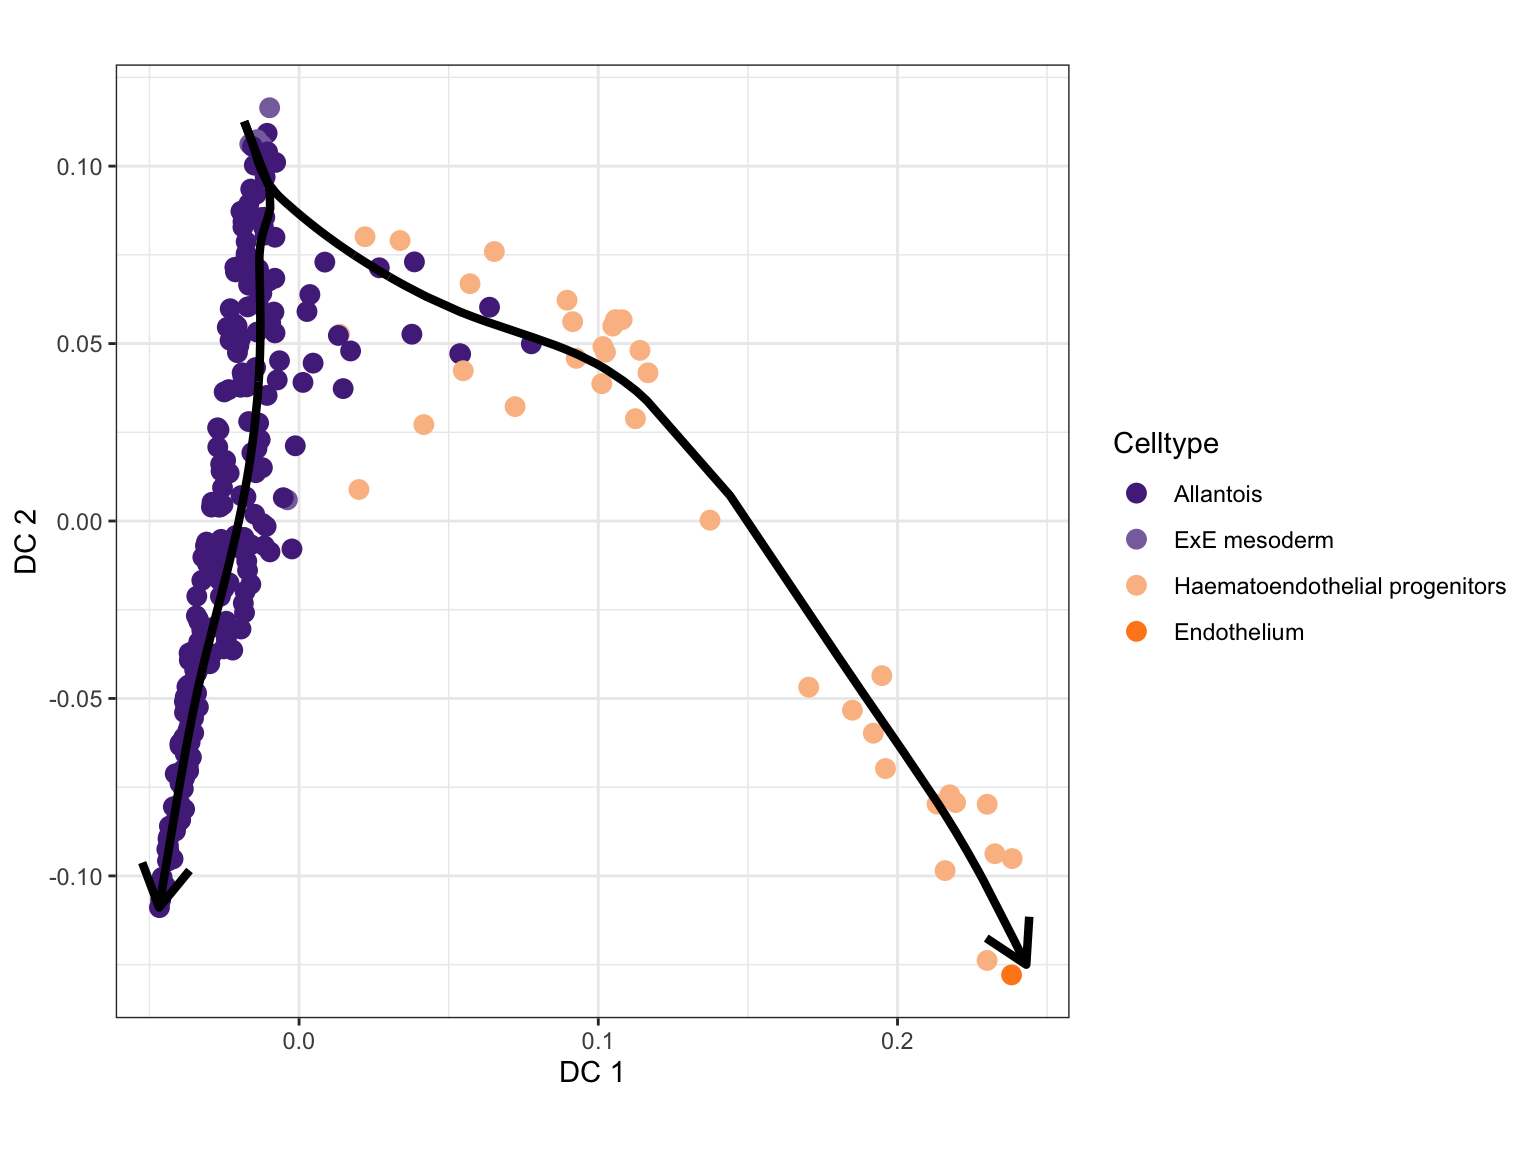 0.10
0.05
0.00
-0.05
-0.10
DC 2
0.0
0.1
0.2
DC 1
Celltype
Allantois
ExE mesoderm
Haematoendothelial progenitors
Endothelium